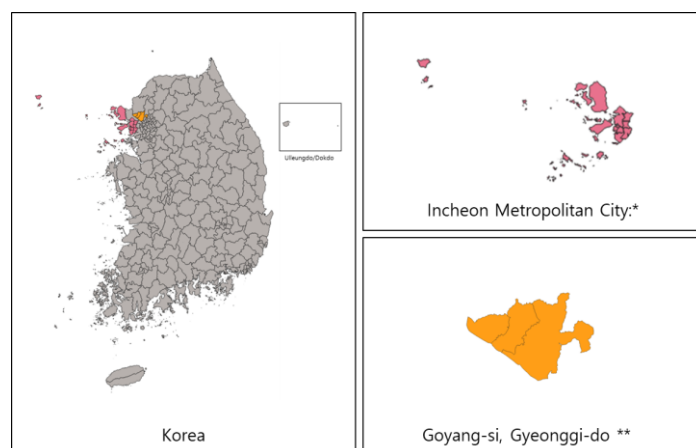 Ulleungdo/Dokdo
Korea
Incheon Metropolitan City:*
Goyang-si, Gyeonggi-do **